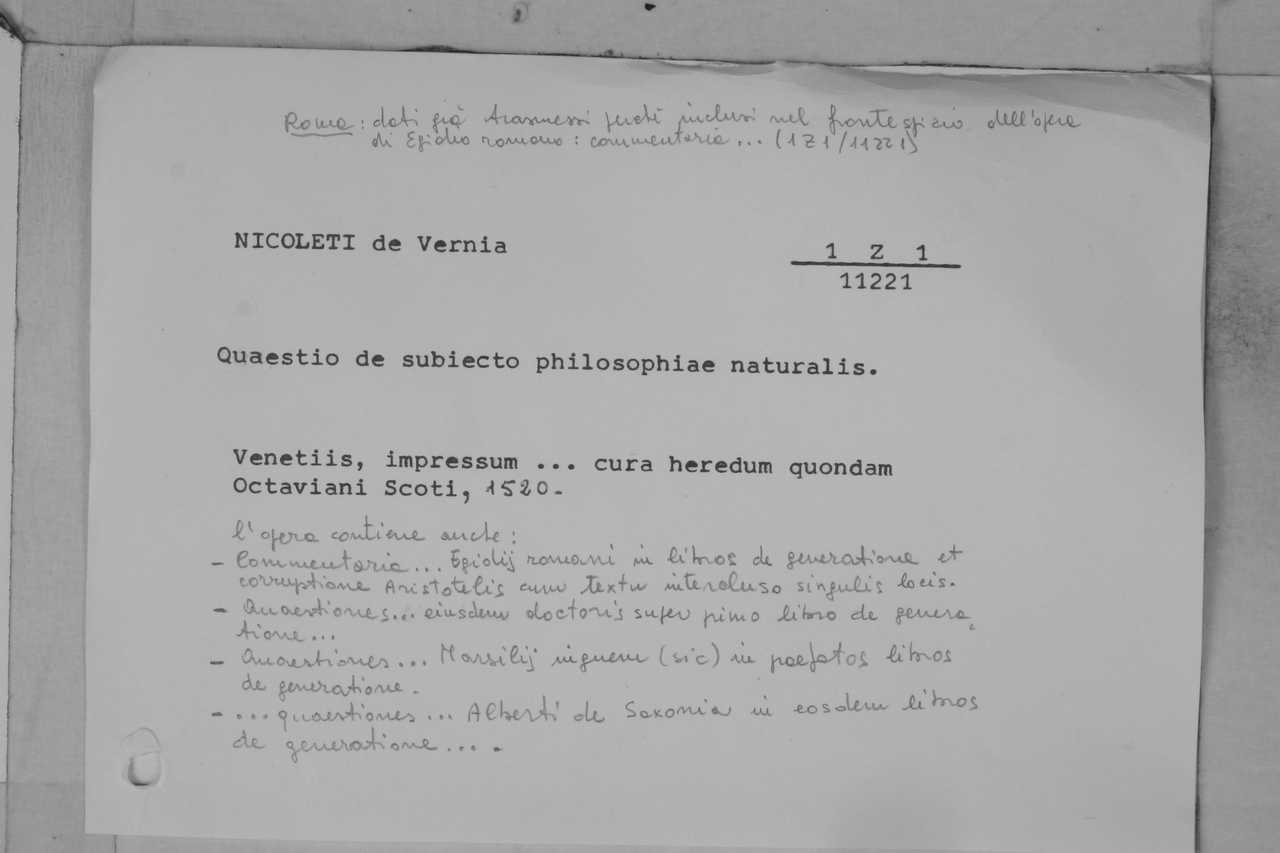 Roma: dati già trasmessi perché inclusi nel frontespizio dell'opera
di Egidio romano: commentaria ... (1 Z 1/11221)
NICOLETI de Vernia
1 Z 1
11221
Quaestio de subiecto philosophiae naturalis.
Venetiis, impressum ... cura heredum quondam
Octaviani Scoti, 1520.
l'opera contiene anche:
- Commentaria... Egidij romani in libros de generatione et
corruptione Aristotelis cum textu intercluso singulis locis.
- Quaestiones... eiusdem doctoris super primo libro de genera
tione...
- Quaestiones... Marsilij inguem (sic) in praefatos libros
de generatione.
- ... quaestiones... Alberti de Saxonia in eosdem libros
de generatione... .